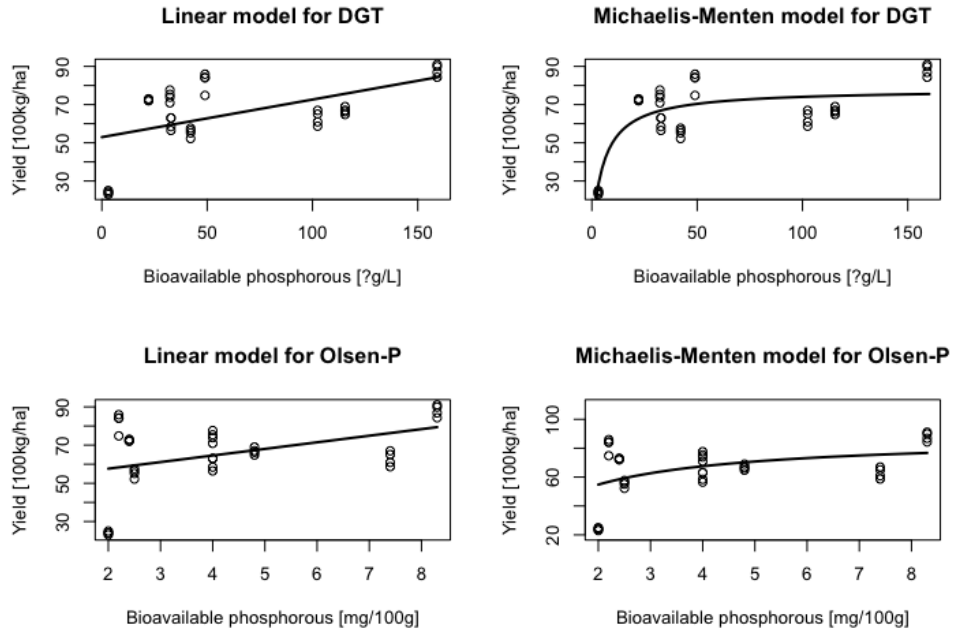 Linear model for DGT
Yield [100kg/ha]
30 50 70 90
0 50 100 150
Bioavailable phosphorous [?g/L]
Michaelis-Menten model for DGT
Yield [100kg/ha]
30 50 70 90
0 50 100 150
Bioavailable phosphorous [?g/L]
Linear model for Olsen-P
Yield [100kg/ha]
30 50 70 90
2 3 4 5 6 7 8
Bioavailable phosphorous [mg/100g]
Michaelis-Menten model for Olsen-P
Yield [100kg/ha]
20 60 100
2 3 4 5 6 7 8
Bioavailable phosphorous [mg/100g]